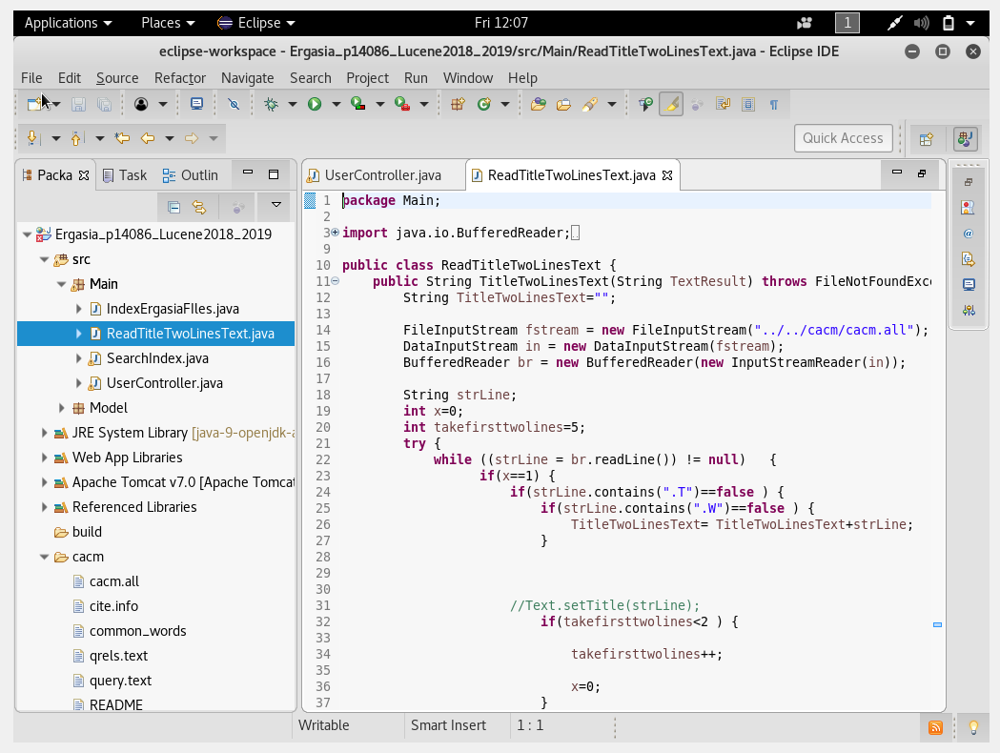 Applications Places Eclipse Fri 12:07 1
eclipse-workspace - Ergasia_p14086_Lucene2018_2019/src/Main/ReadTitleTwoLinesText.java - Eclipse IDE
File Edit Source Refactor Navigate Search Project Run Window Help
Quick Access
Packa Task Outlin
Ergasia_p14086_Lucene2018_2019
src
Main
IndexErgasiaFIles.java
ReadTitleTwoLinesText.java
SearchIndex.java
UserController.java
Model
JRE System Library [java-9-openjdk-a
Web App Libraries
Apache Tomcat v7.0 [Apache Tomcat
Referenced Libraries
build
cacm
cacm.all
cite.info
common_words
qrels.text
query.text
README
UserController.java ReadTitleTwoLinesText.java
1 package Main;
2
3 import java.io.BufferedReader;
9
10 public class ReadTitleTwoLinesText {
11 public String TitleTwoLinesText(String TextResult) throws FileNotFoundExc
12 String TitleTwoLinesText="";
13
14 FileInputStream fstream = new FileInputStream("../../cacm/cacm.all");
15 DataInputStream in = new DataInputStream(fstream);
16 BufferedReader br = new BufferedReader(new InputStreamReader(in));
17
18 String strLine;
19 int x=0;
20 int takefirsttwolines=5;
21 try {
22 while ((strLine = br.readLine()) != null) {
23 if(x==1) {
24 if(strLine.contains(".T")==false ) {
25 if(strLine.contains(".W")==false ) {
26 TitleTwoLinesText= TitleTwoLinesText+strLine;
27 }
28
29
30
31 //Text.setTitle(strLine);
32 if(takefirsttwolines<2 ) {
33
34 takefirsttwolines++;
35
36 x=0;
37 }
Writable Smart Insert 1 : 1